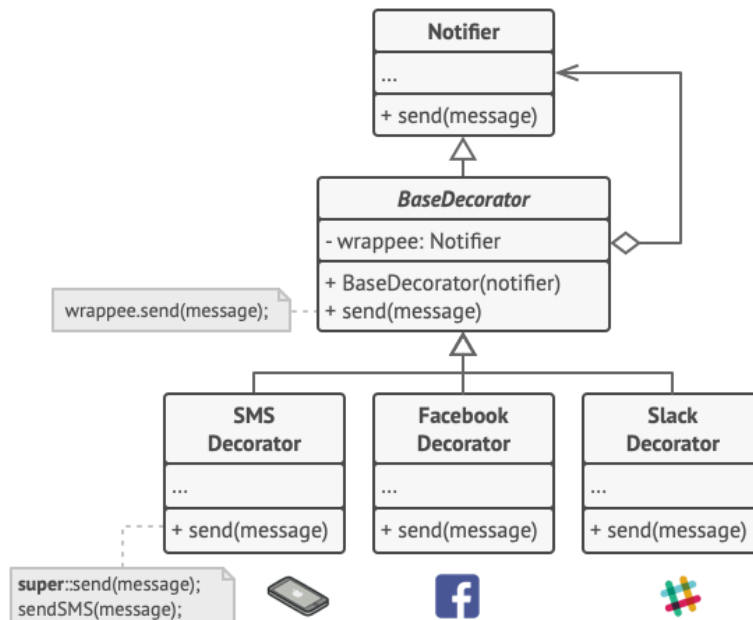 Notifier
...
+ send(message)
BaseDecorator
- wrappee: Notifier
+ BaseDecorator(notifier)
+ send(message)
wrappee.send(message);
SMS
Decorator
...
+ send(message)
Facebook
Decorator
...
+ send(message)
Slack
Decorator
...
+ send(message)
super::send(message);
sendSMS(message);
f